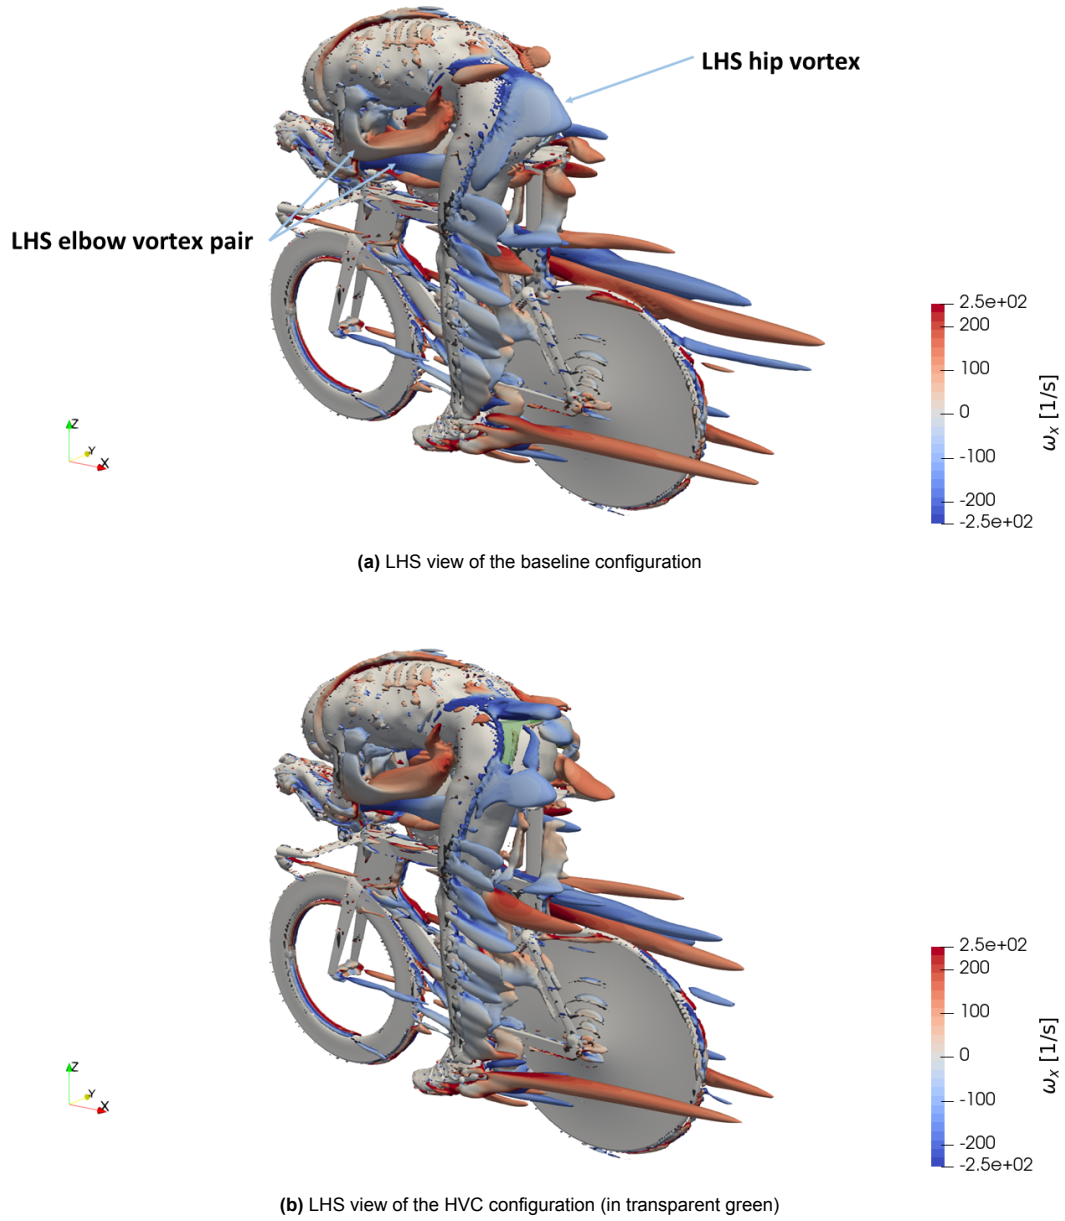 LHS hip vortex
LHS elbow vortex pair
2.5e+02
200
100
0
-100
-200
-2.5e+02
ωx [1/s]
Z
Y
X
(a) LHS view of the baseline configuration
2.5e+02
200
100
0
-100
-200
-2.5e+02
ωx [1/s]
Z
Y
X
(b) LHS view of the HVC configuration (in transparent green)